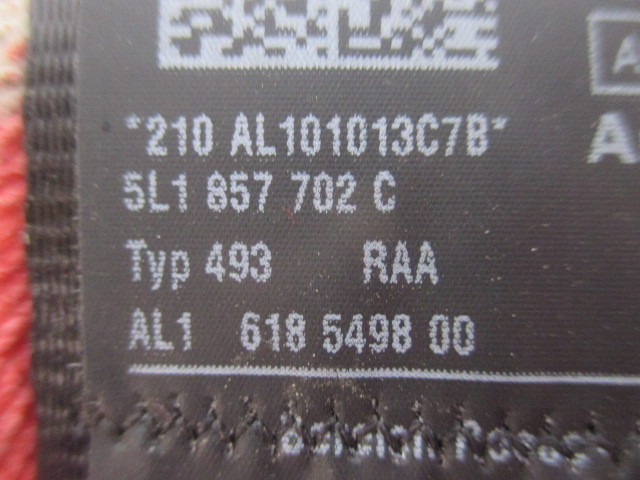 *210 AL101013C7B*
5L1 857 702 C
Typ 493 RAA
AL1 618 5498 00